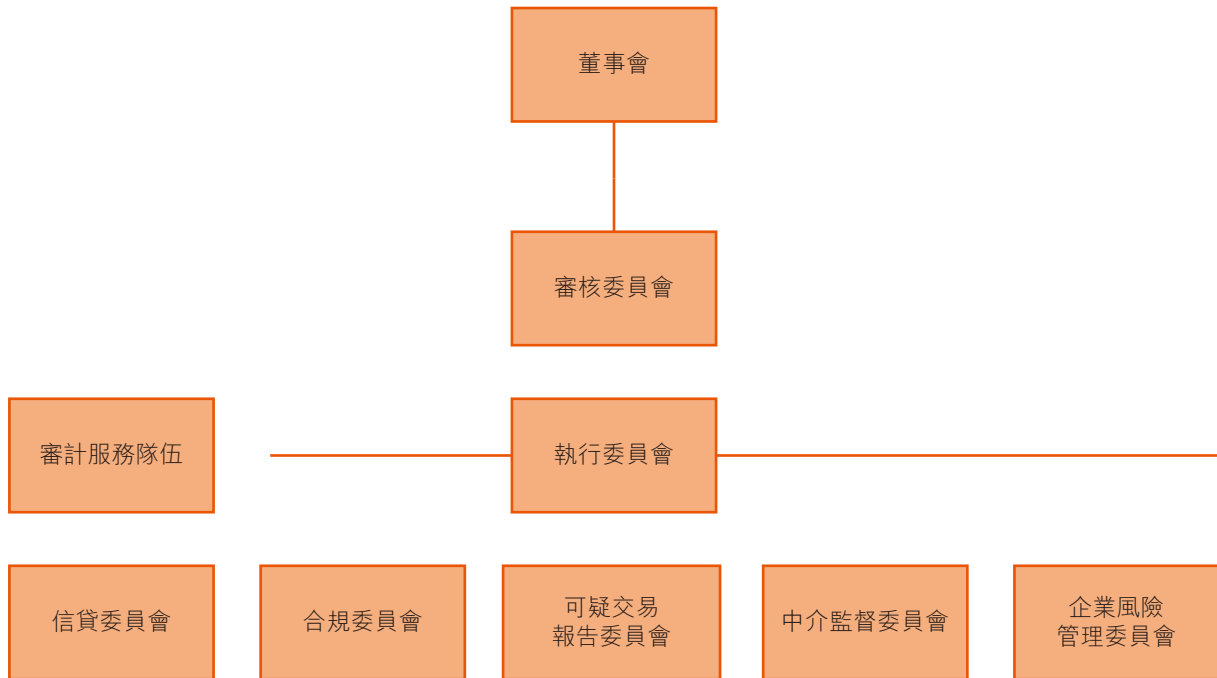 董事會
審核委員會
審計服務隊伍
執行委員會
信貸委員會
合規委員會
可疑交易
報告委員會
中介監督委員會
企業風險
管理委員會